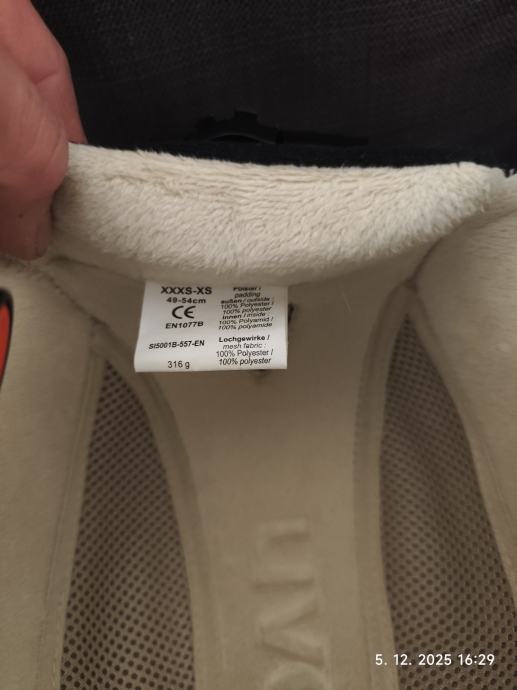 XXXS-XS
49-54cm
CE
EN1077B
SI5001B-557-EN
316 g
Polster /
padding
außen / outside :
100% Polyester /
100% polyester
innen / inside :
100% Polyamid /
100% polyamide
Lochgewirke /
mesh fabric :
100% Polyester /
100% polyester
UVO
5. 12. 2025 16:29